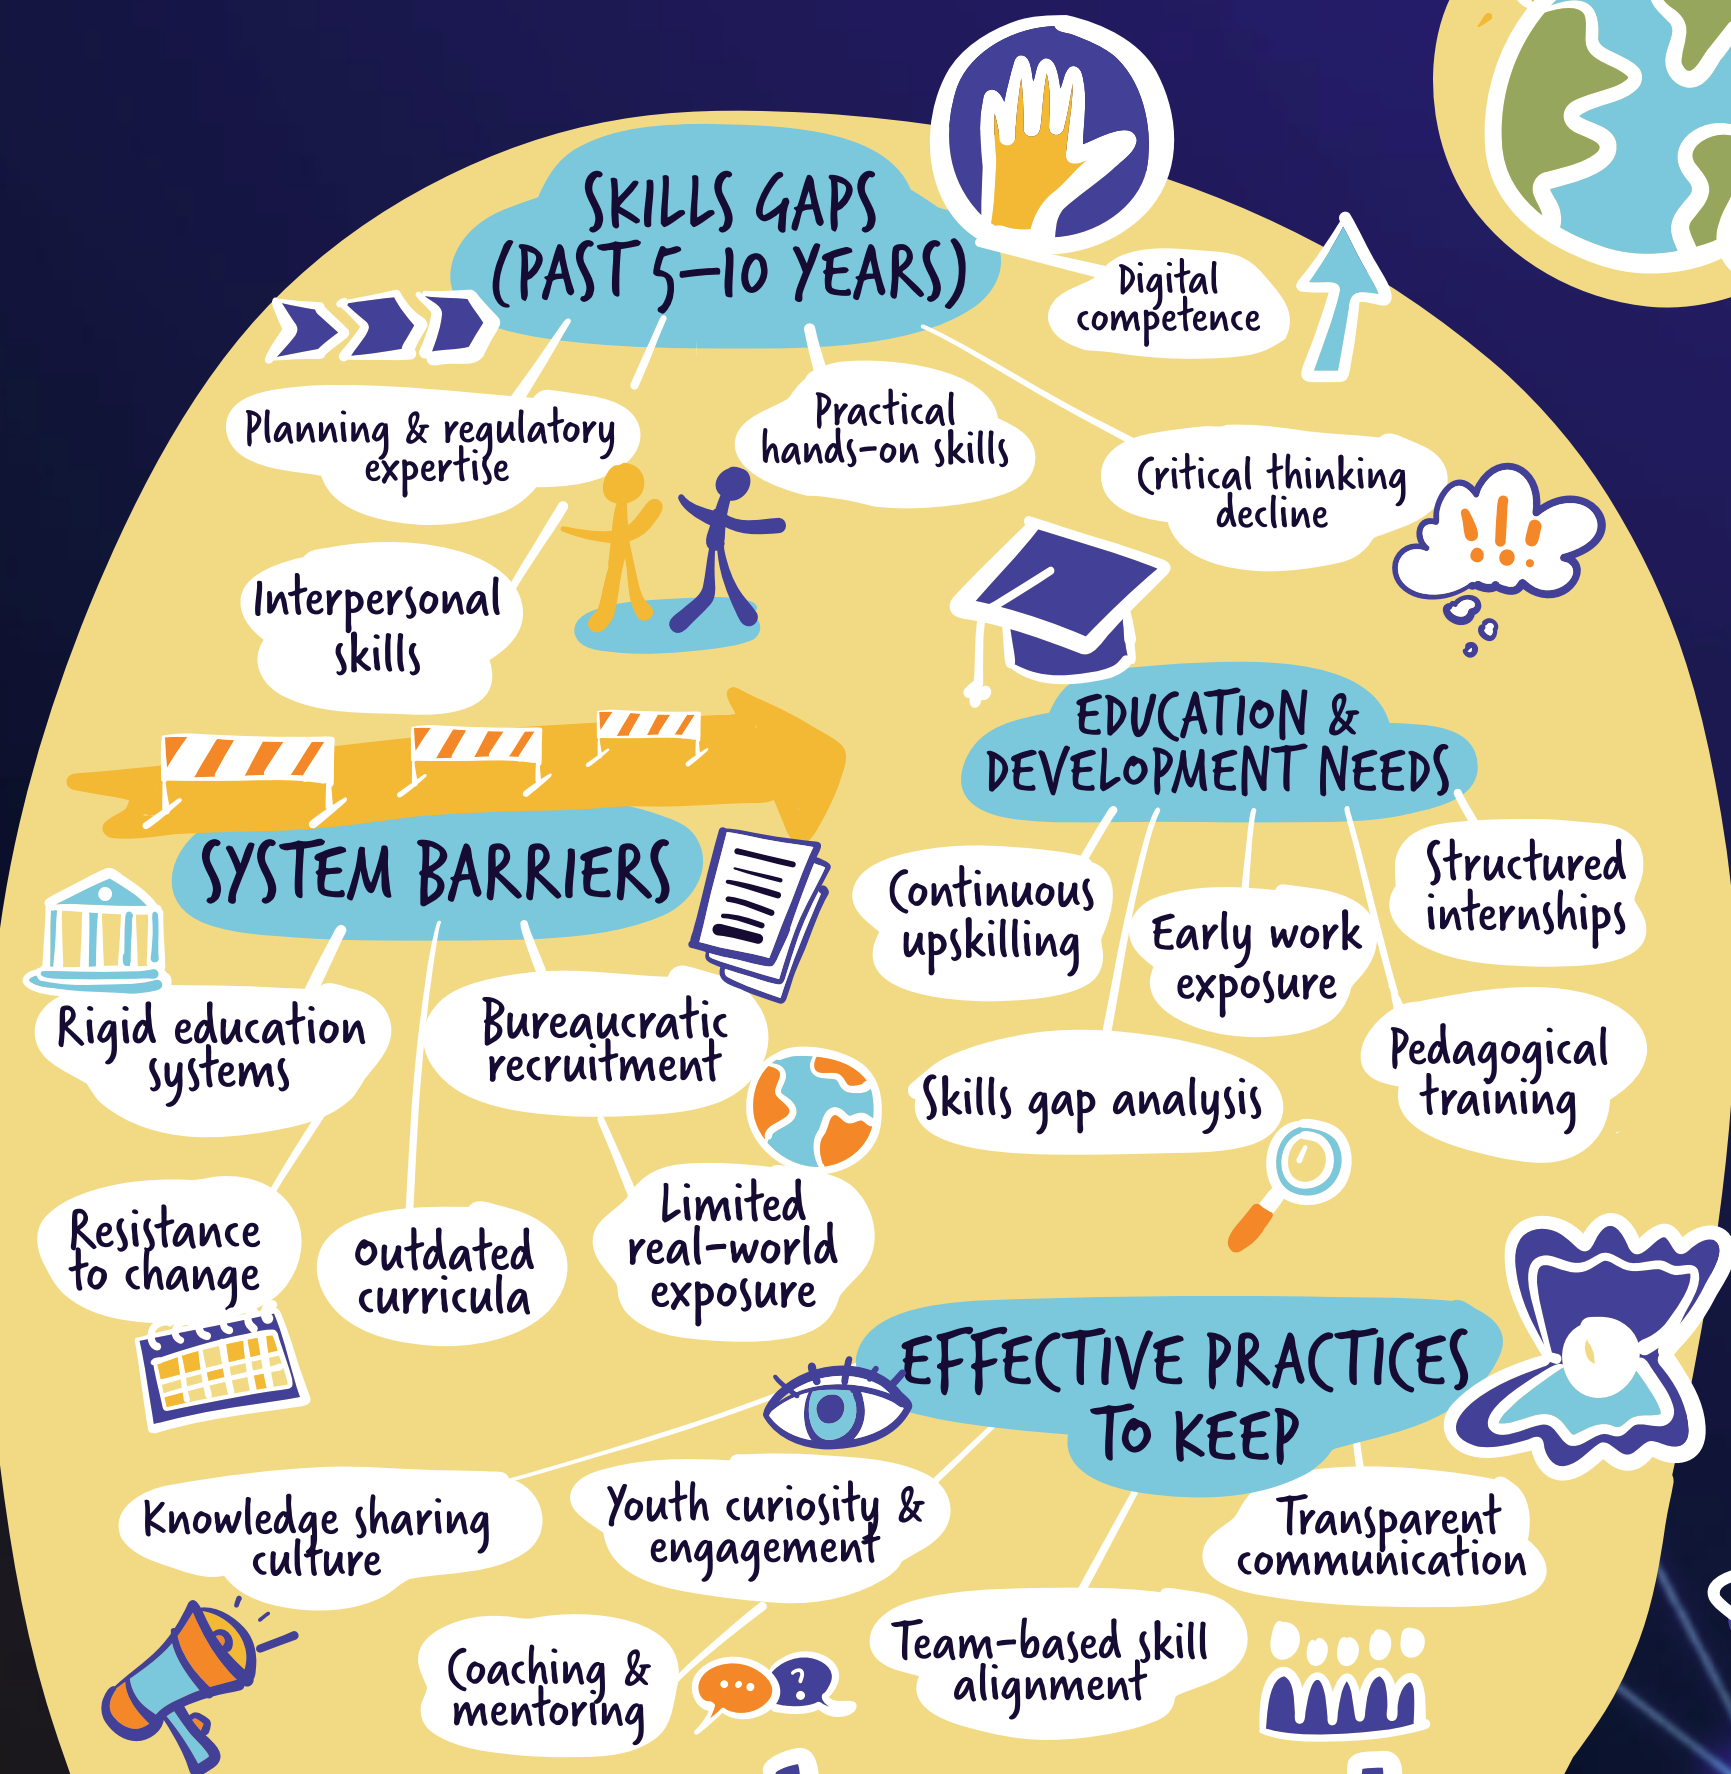 SKILLS GAPS
(PAST 5–10 YEARS)
Digital
competence
Planning & regulatory
expertise
Practical
hands-on skills
Critical thinking
decline
Interpersonal
skills
EDUCATION &
DEVELOPMENT NEEDS
Continuous
upskilling
Early work
exposure
Structured
internships
Skills gap analysis
Pedagogical
training
SYSTEM BARRIERS
Rigid education
systems
Bureaucratic
recruitment
Resistance
to change
Outdated
curricula
Limited
real-world
exposure
EFFECTIVE PRACTICES
TO KEEP
Knowledge sharing
culture
Youth curiosity &
engagement
Transparent
communication
Coaching &
mentoring
Team-based skill
alignment